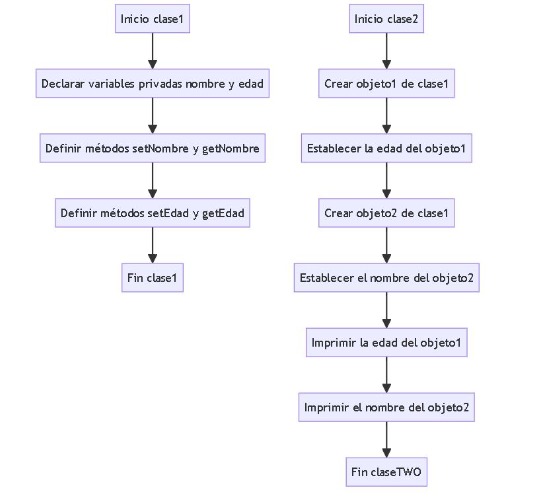 Inicio clase1
Declarar variables privadas nombre y edad
Definir métodos setNombre y getNombre
Definir métodos setEdad y getEdad
Fin clase1
Inicio clase2
Crear objeto1 de clase1
Establecer la edad del objeto1
Crear objeto2 de clase1
Establecer el nombre del objeto2
Imprimir la edad del objeto1
Imprimir el nombre del objeto2
Fin claseTWO